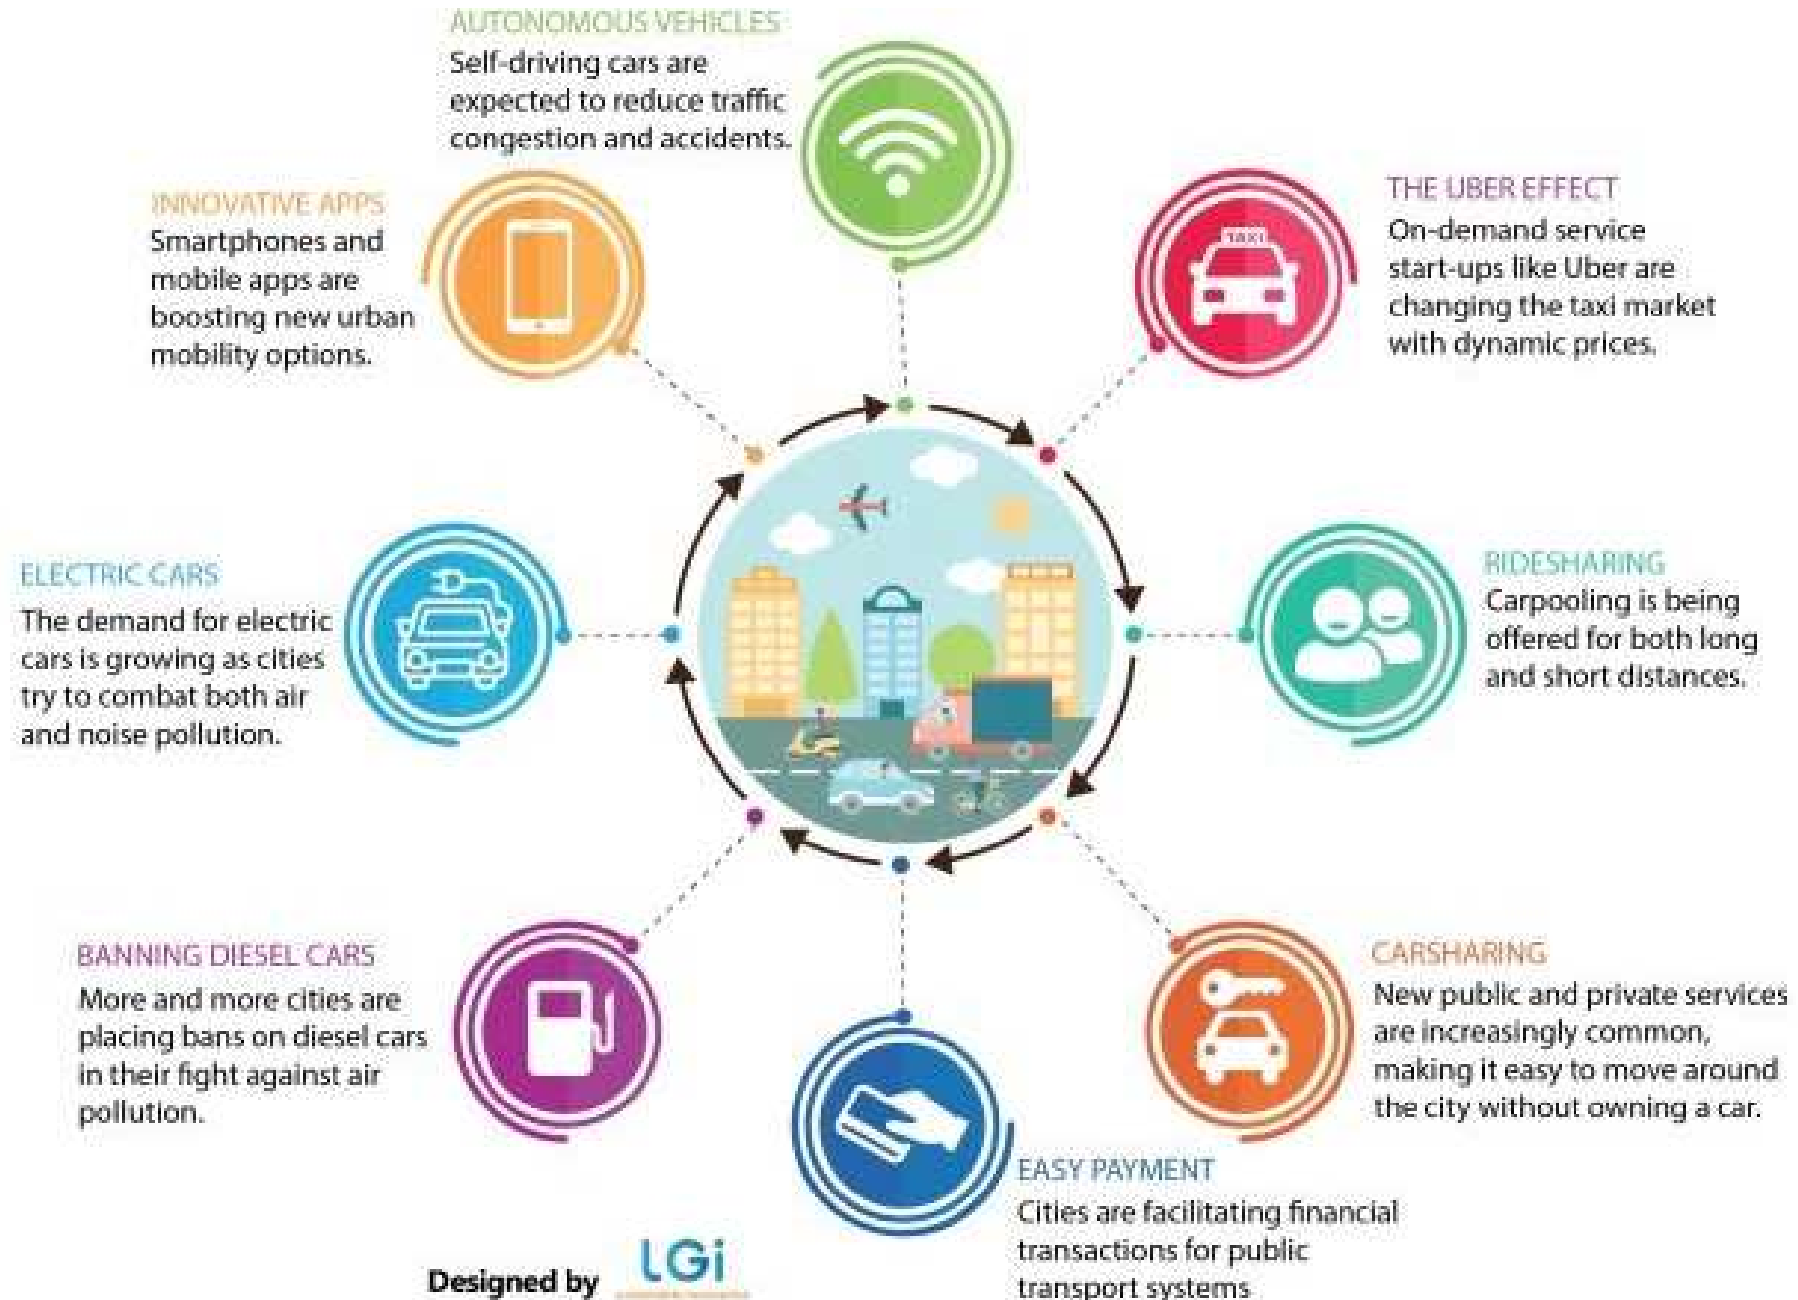 AUTONOMOUS VEHICLES
Self-driving cars are
expected to reduce traffic
congestion and accidents.
THE UBER EFFECT
On-demand service
start-ups like Uber are
changing the taxi market
with dynamic prices.
TAXI
RIDESHARING
Carpooling is being
offered for both long
and short distances.
CARSHARING
New public and private services
are increasingly common,
making it easy to move around
the city without owning a car.
EASY PAYMENT
Cities are facilitating financial
transactions for public
transport systems
BANNING DIESEL CARS
More and more cities are
placing bans on diesel cars
in their fight against air
pollution.
ELECTRIC CARS
The demand for electric
cars is growing as cities
try to combat both air
and noise pollution.
INNOVATIVE APPS
Smartphones and
mobile apps are
boosting new urban
mobility options.
Designed by
LGi